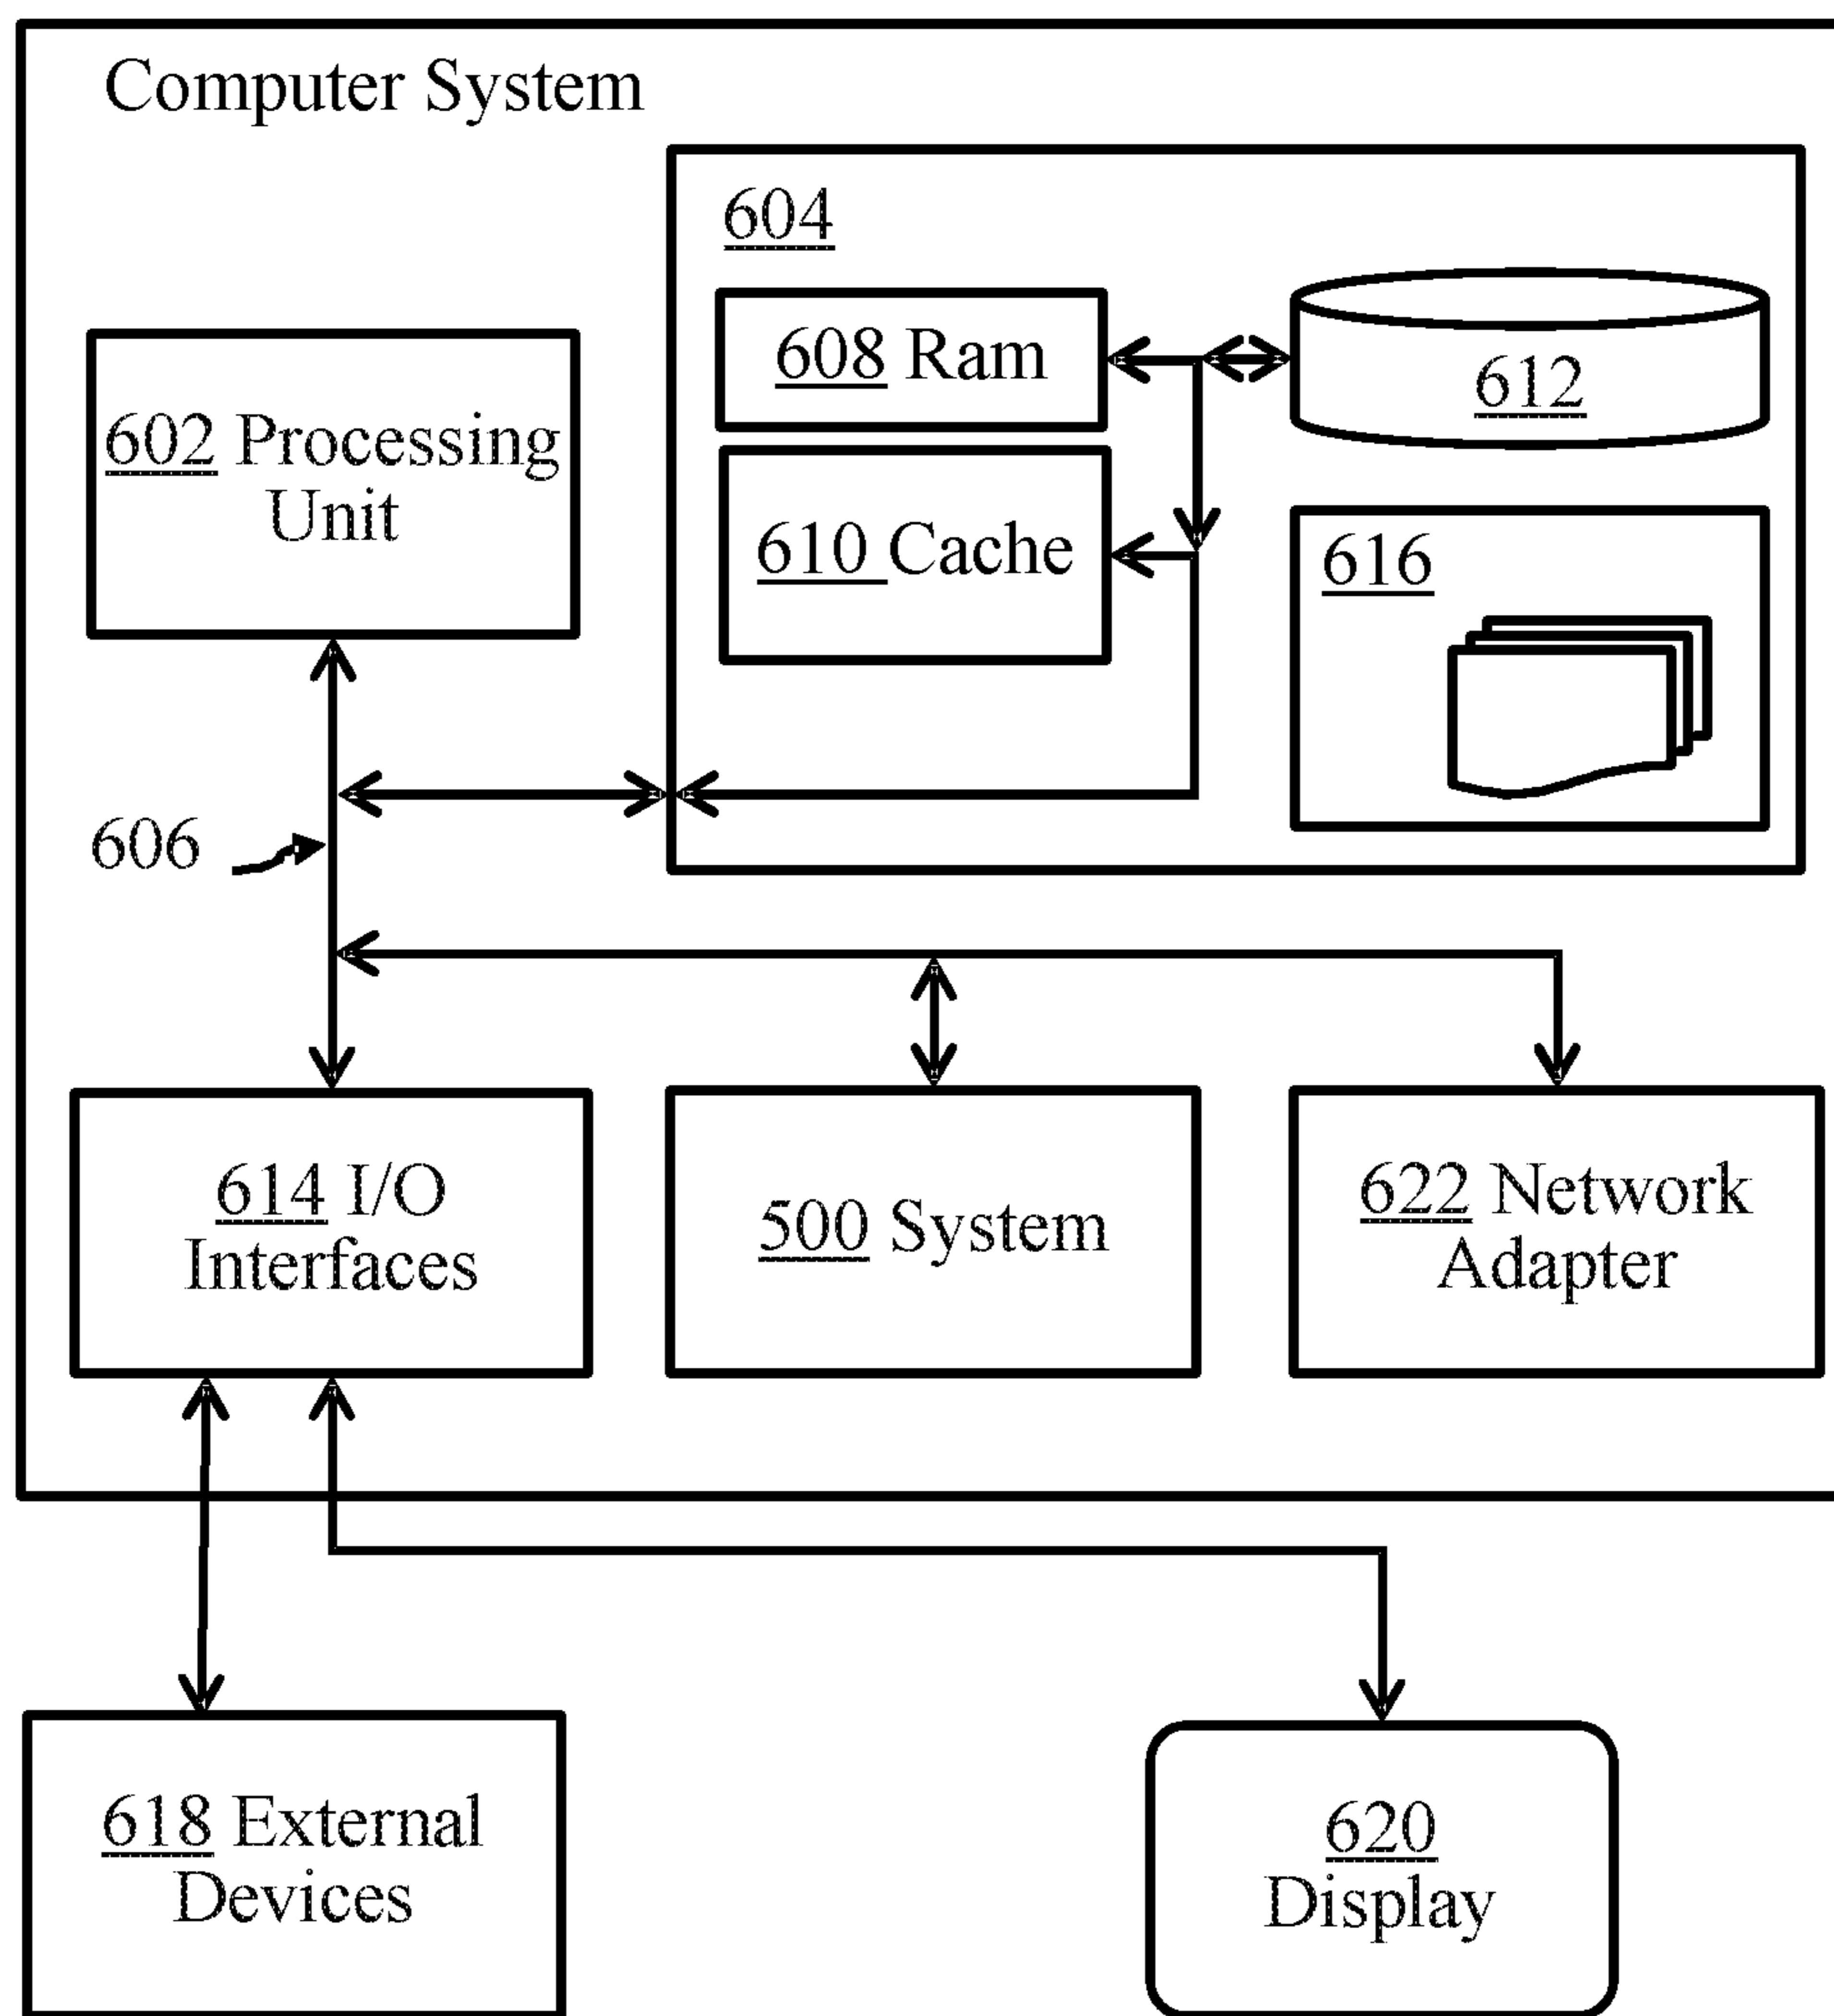 Computer System
604
608 Ram
612
602 Processing
Unit
610 Cache
616
606
614 I/O
Interfaces
500 System
622 Network
Adapter
618 External
Devices
620
Display